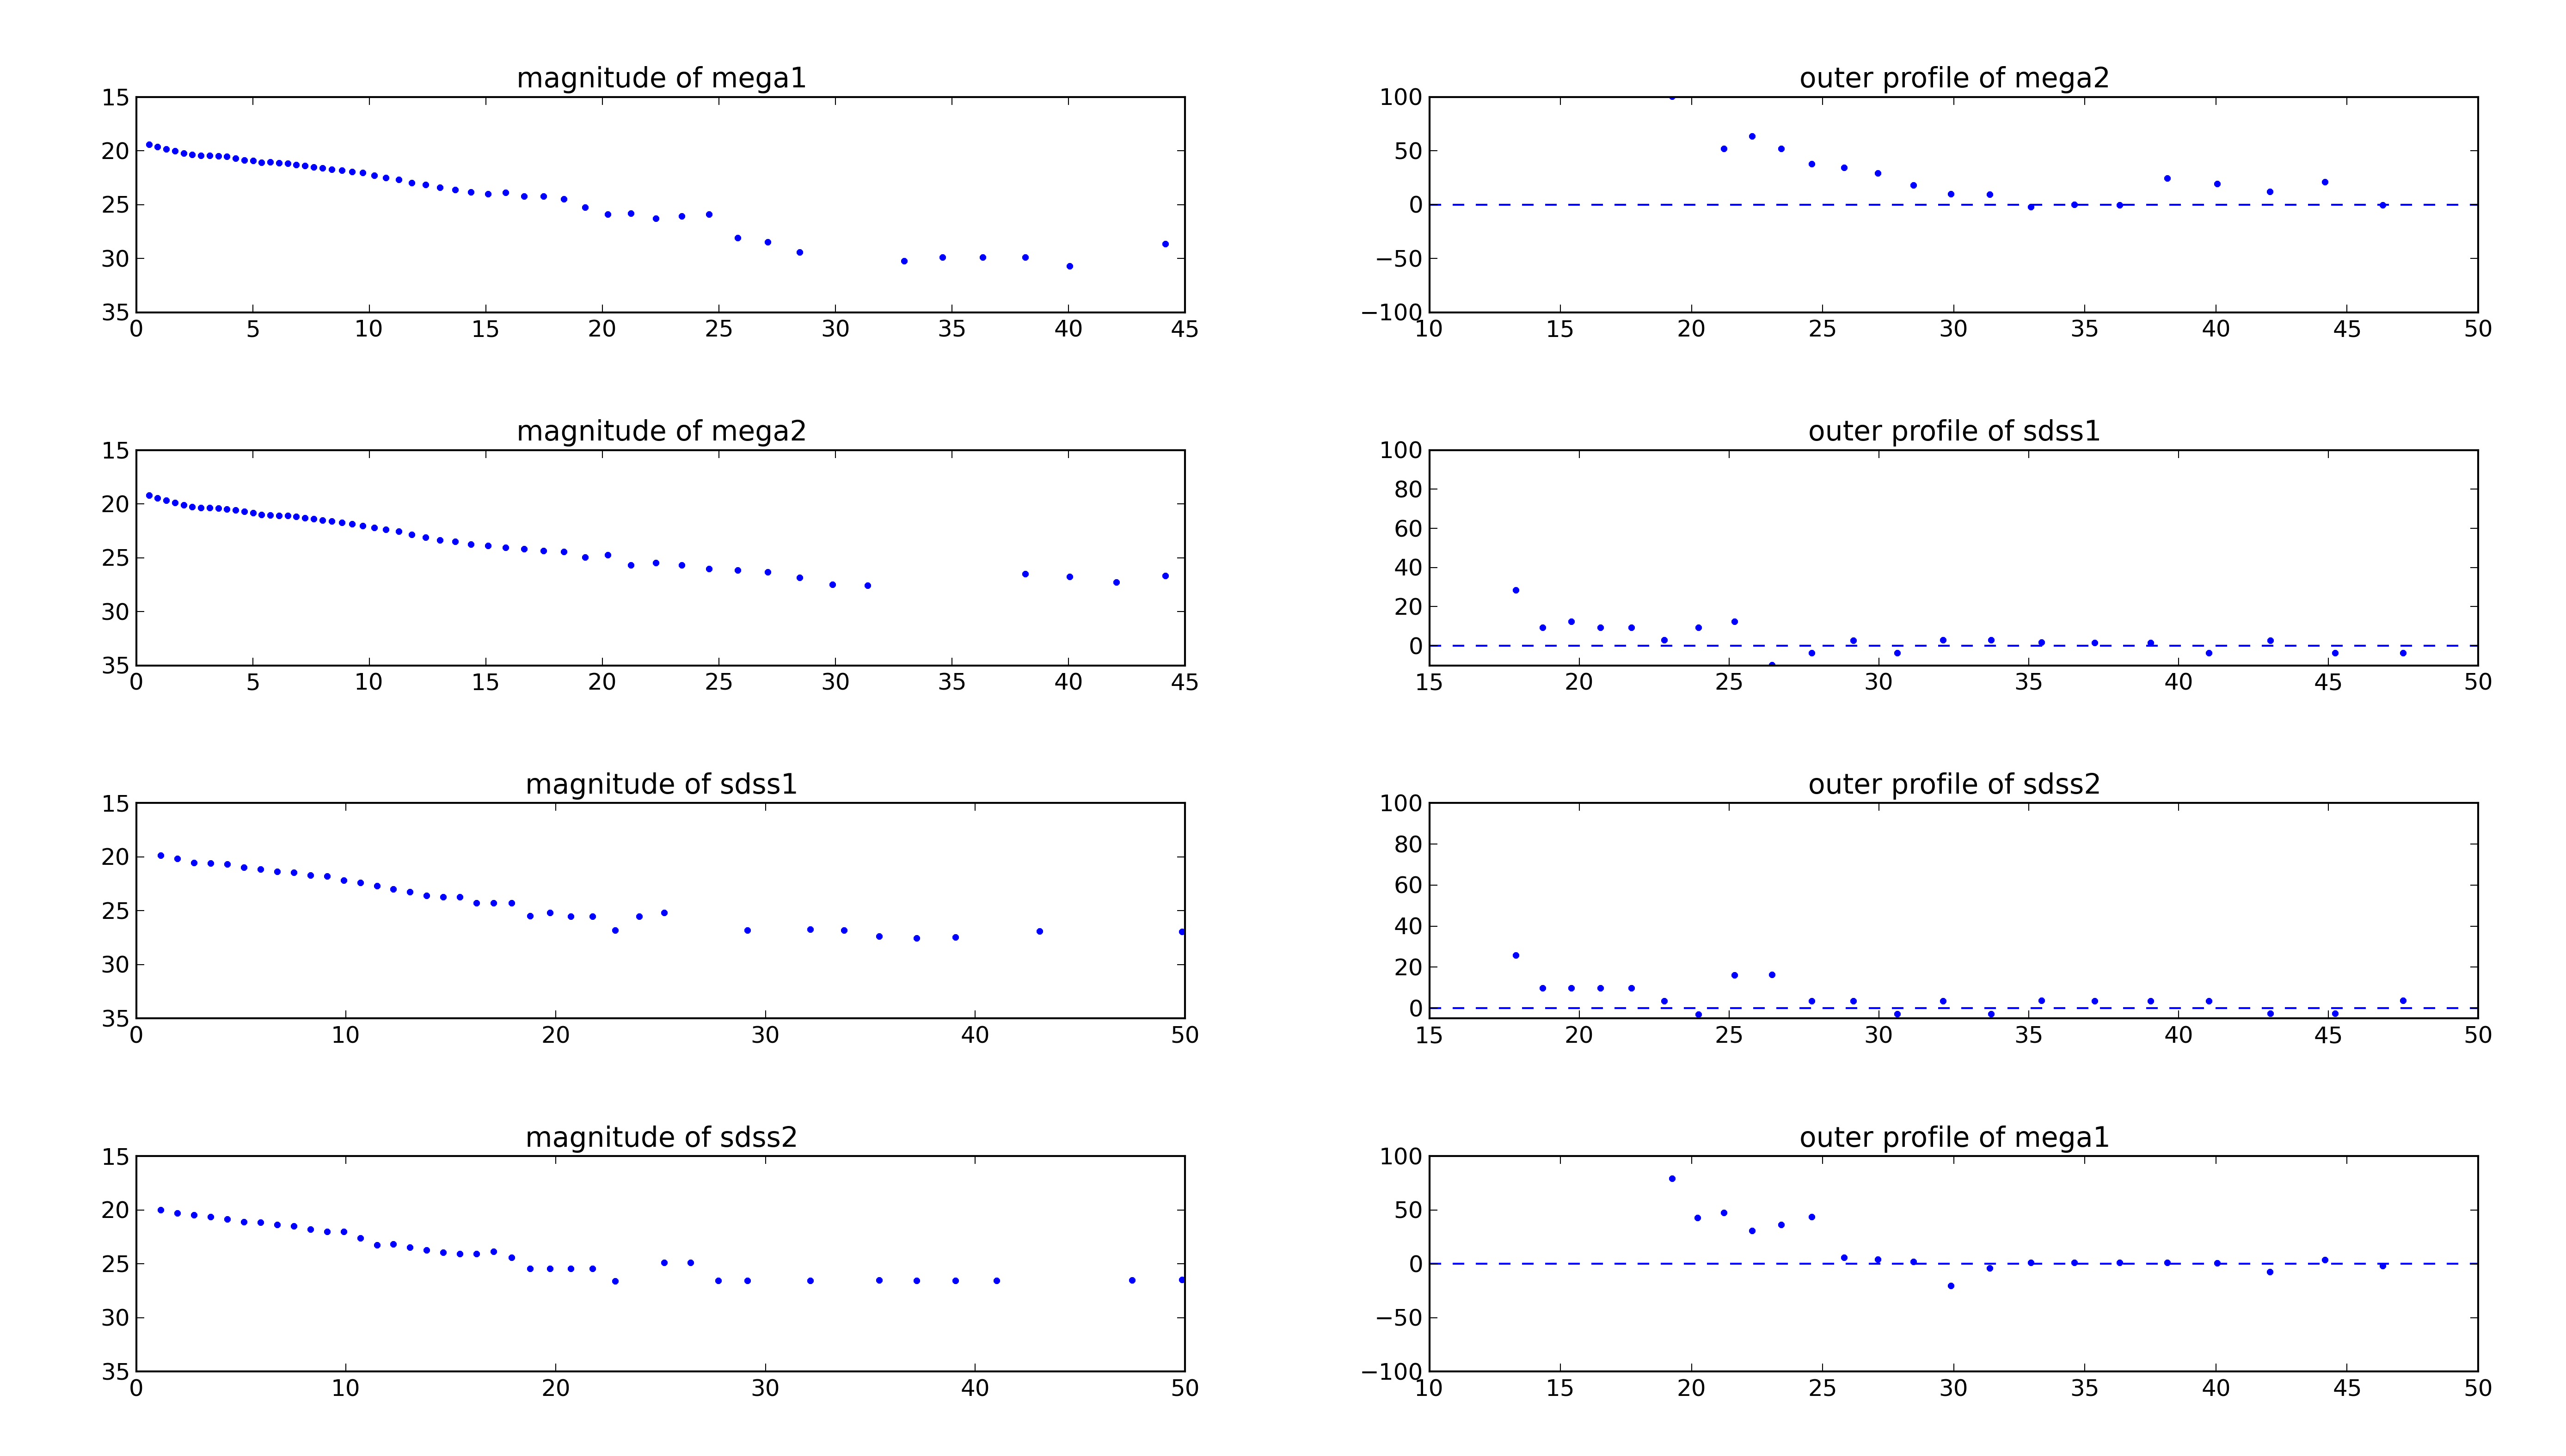 magnitude of mega1
15
20
25
30
35
0 5 10 15 20 25 30 35 40 45
outer profile of mega2
100
50
0
−50
−100
10 15 20 25 30 35 40 45 50
magnitude of mega2
15
20
25
30
35
0 5 10 15 20 25 30 35 40 45
outer profile of sdss1
100
80
60
40
20
0
15 20 25 30 35 40 45 50
magnitude of sdss1
15
20
25
30
35
0 10 20 30 40 50
outer profile of sdss2
100
80
60
40
20
0
15 20 25 30 35 40 45 50
magnitude of sdss2
15
20
25
30
35
0 10 20 30 40 50
outer profile of mega1
100
50
0
−50
−100
10 15 20 25 30 35 40 45 50